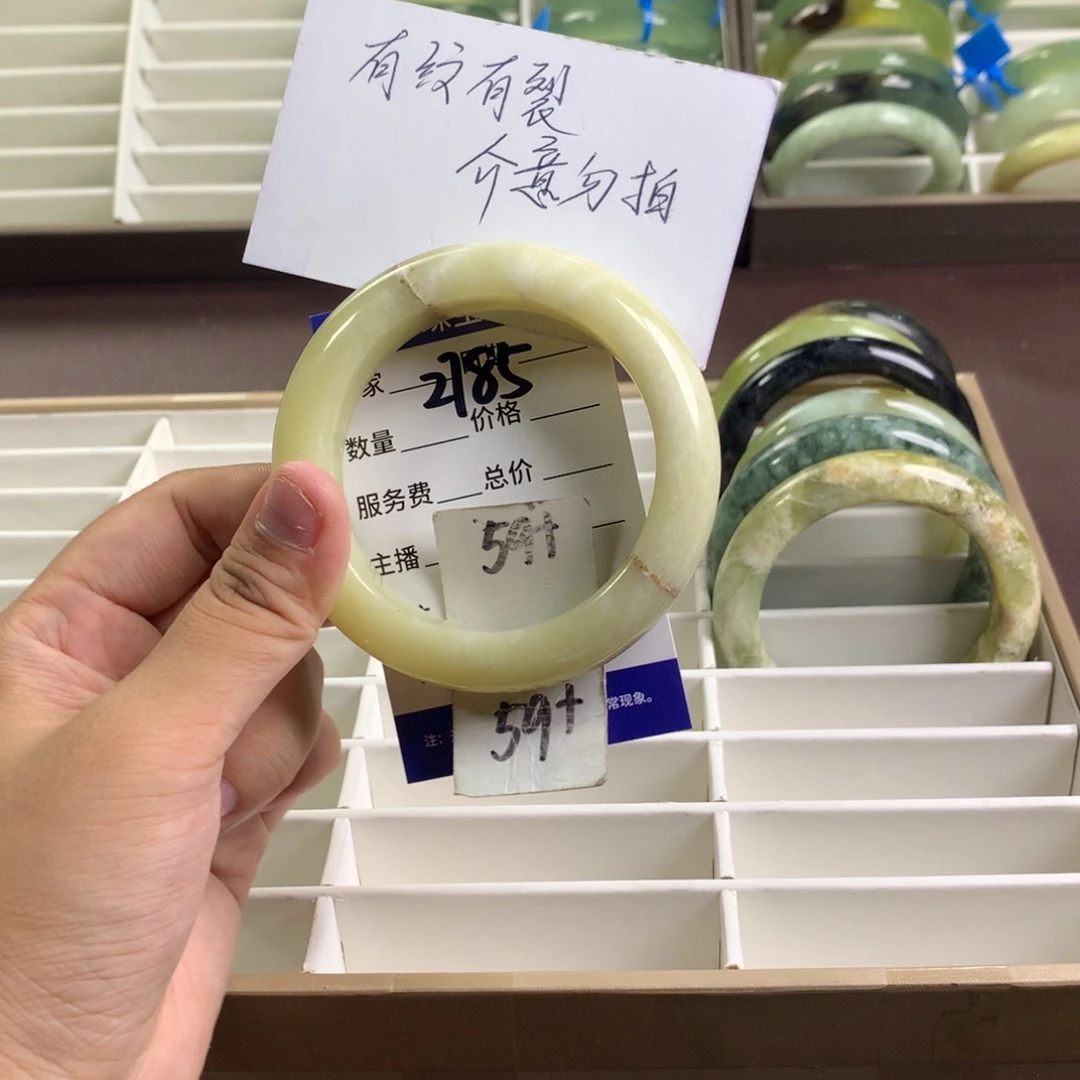 有纹有裂
介意勿拍
家
2185
数量
价格
服务费
总价
主播
59+
59+
注:
常现象。